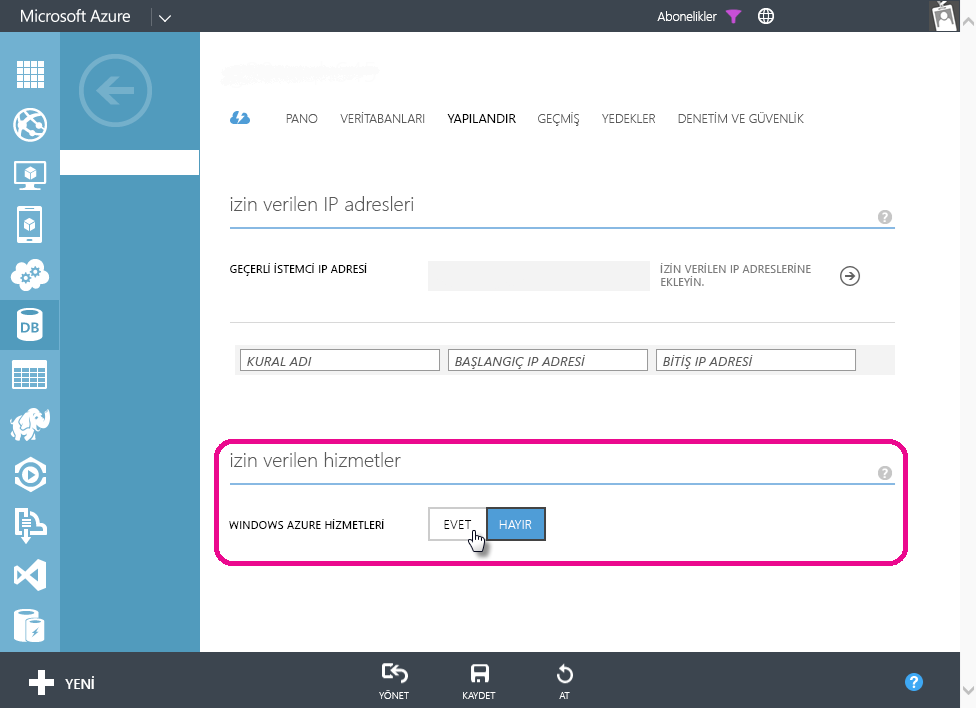 Microsoft Azure
Abonelikler
PANO VERİTABANLARI YAPILANDIR GEÇMİŞ YEDEKLER DENETİM VE GÜVENLİK
izin verilen IP adresleri
?
GEÇERLİ İSTEMCİ IP ADRESİ
İZİN VERİLEN IP ADRESLERİNE
EKLEYİN.
KURAL ADI BAŞLANGIÇ IP ADRESİ BİTİŞ IP ADRESİ
DB
izin verilen hizmetler
?
WINDOWS AZURE HİZMETLERİ EVET HAYIR
YENİ YÖNET KAYDET AT ?